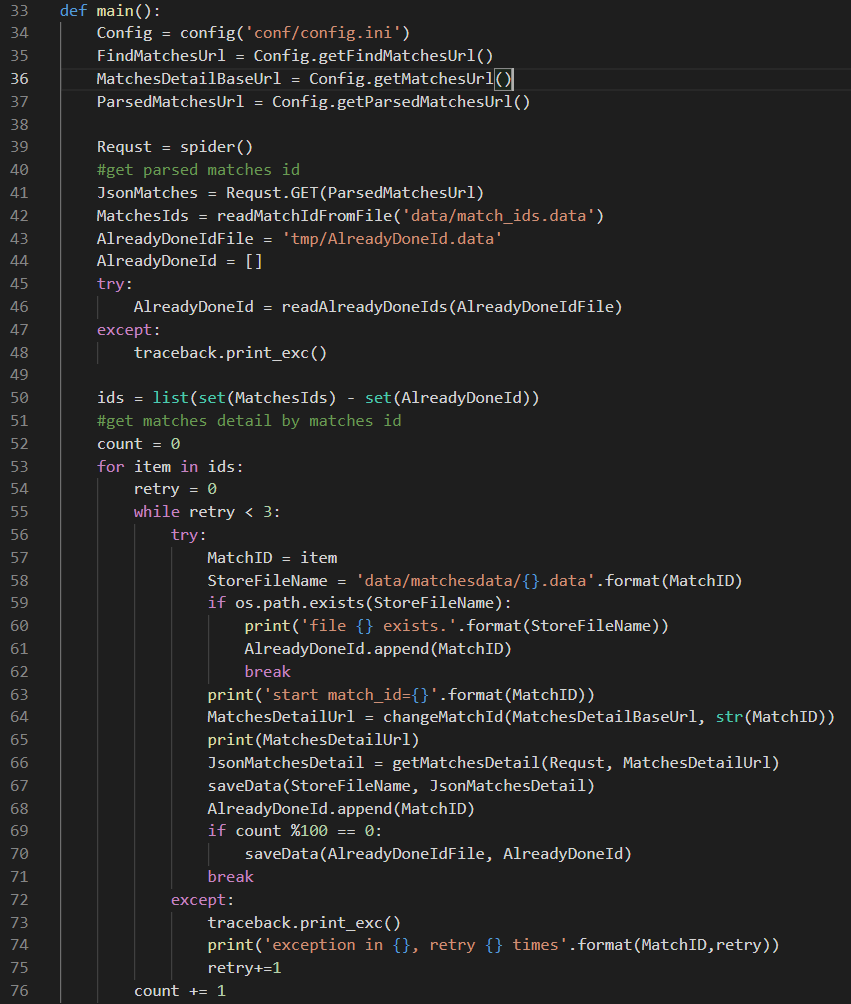 33 def main():
34     Config = config('conf/config.ini')
35     FindMatchesUrl = Config.getFindMatchesUrl()
36     MatchesDetailBaseUrl = Config.getMatchesUrl()
37     ParsedMatchesUrl = Config.getParsedMatchesUrl()
38
39     Requst = spider()
40     #get parsed matches id
41     JsonMatches = Requst.GET(ParsedMatchesUrl)
42     MatchesIds = readMatchIdFromFile('data/match_ids.data')
43     AlreadyDoneIdFile = 'tmp/AlreadyDoneId.data'
44     AlreadyDoneId = []
45     try:
46         AlreadyDoneId = readAlreadyDoneIds(AlreadyDoneIdFile)
47     except:
48         traceback.print_exc()
49
50     ids = list(set(MatchesIds) - set(AlreadyDoneId))
51     #get matches detail by matches id
52     count = 0
53     for item in ids:
54         retry = 0
55         while retry < 3:
56             try:
57                 MatchID = item
58                 StoreFileName = 'data/matchesdata/{}.data'.format(MatchID)
59                 if os.path.exists(StoreFileName):
60                     print('file {} exists.'.format(StoreFileName))
61                     AlreadyDoneId.append(MatchID)
62                     break
63                 print('start match_id={}'.format(MatchID))
64                 MatchesDetailUrl = changeMatchId(MatchesDetailBaseUrl, str(MatchID))
65                 print(MatchesDetailUrl)
66                 JsonMatchesDetail = getMatchesDetail(Requst, MatchesDetailUrl)
67                 saveData(StoreFileName, JsonMatchesDetail)
68                 AlreadyDoneId.append(MatchID)
69                 if count %100 == 0:
70                     saveData(AlreadyDoneIdFile, AlreadyDoneId)
71                 break
72             except:
73                 traceback.print_exc()
74                 print('exception in {}, retry {} times'.format(MatchID,retry))
75                 retry+=1
76         count += 1